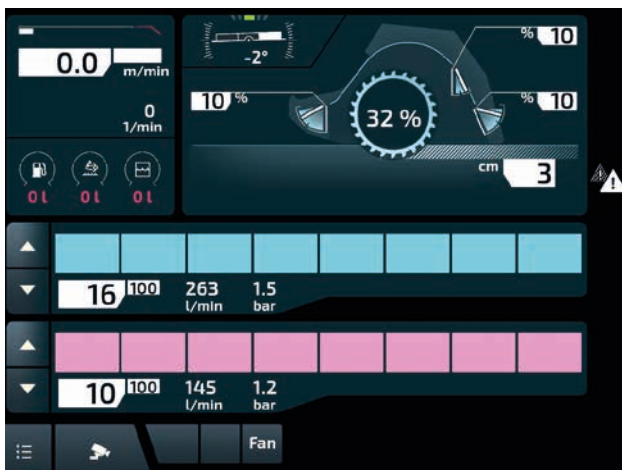 0.0 m/min
0
1/min
0 L 0 L 0 L
-2°
% 10
10 %
% 10
32 %
cm 3
16 100 263 1.5
l/min bar
10 100 145 1.2
l/min bar
Fan